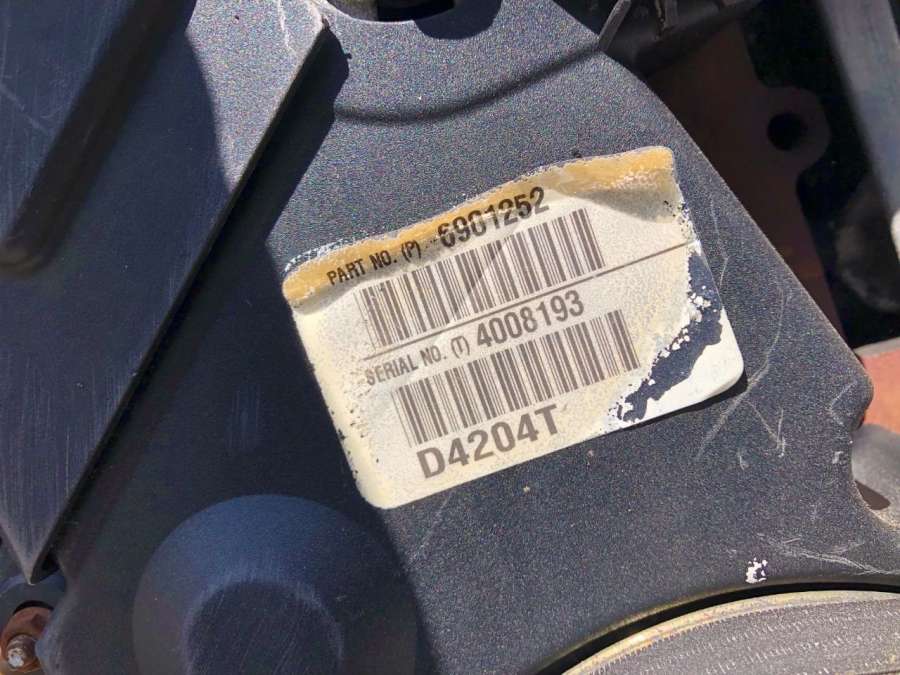 PART NO. (P) 6901252
SERIAL NO. (T) 4008193
D4204T